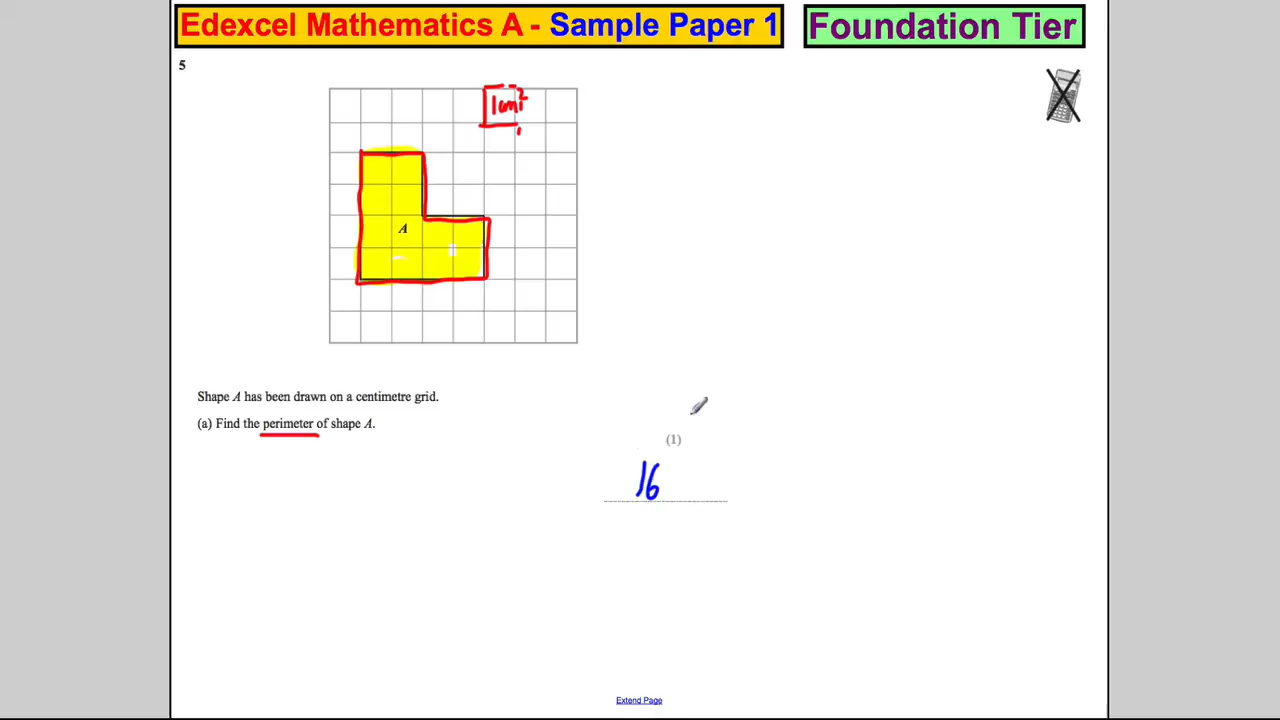 Edexcel Mathematics A - Sample Paper 1
Foundation Tier
5
1cm²
A
Shape A has been drawn on a centimetre grid.
(a) Find the perimeter of shape A.
(1)
16
Extend Page